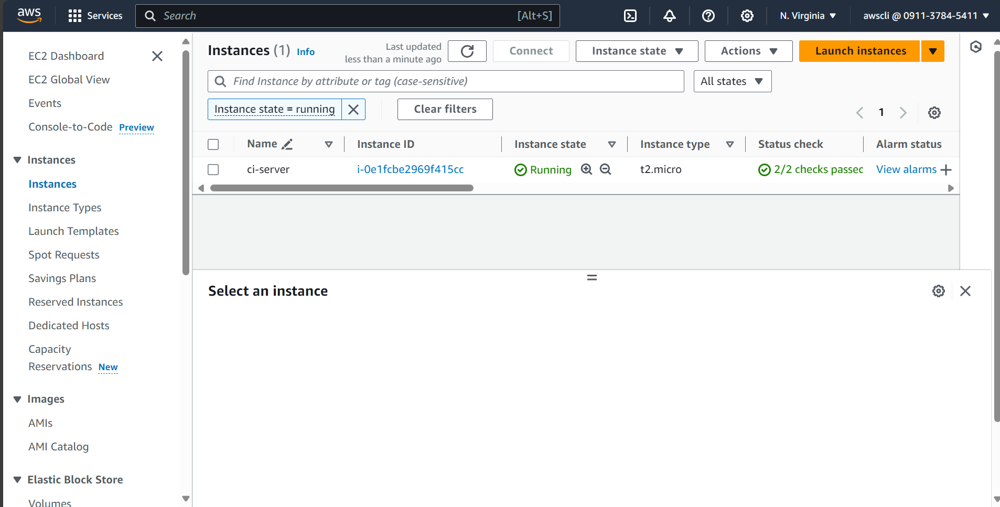 aws
Services
Search [Alt+S]
N. Virginia
awscli @ 0911-3784-5411
EC2 Dashboard
EC2 Global View
Events
Console-to-Code Preview
Instances
Instances
Instance Types
Launch Templates
Spot Requests
Savings Plans
Reserved Instances
Dedicated Hosts
Capacity
Reservations New
Images
AMIs
AMI Catalog
Elastic Block Store
Volumes
Instances (1) Info
Last updated
less than a minute ago
Connect
Instance state
Actions
Launch instances
Find Instance by attribute or tag (case-sensitive)
All states
Instance state = running
Clear filters
1
Name Instance ID Instance state Instance type Status check Alarm status
ci-server i-0e1fcbe2969f415cc Running t2.micro 2/2 checks passed View alarms
Select an instance